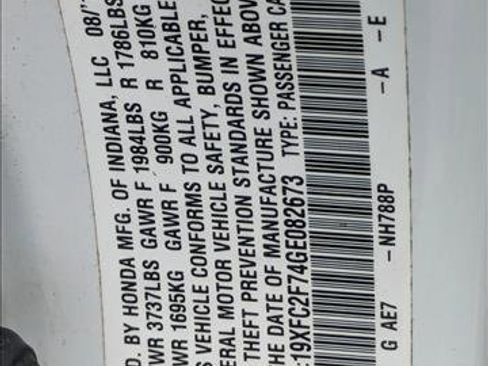 D. BY HONDA MFG. OF INDIANA, LLC 08/
WR 3737LBS GAWR F 1984LBS R 1786LBS
WR 1695KG GAWR F 900KG R 810KG
S VEHICLE CONFORMS TO ALL APPLICABLE
ERAL MOTOR VEHICLE SAFETY, BUMPER,
THEFT PREVENTION STANDARDS IN EFFE
THE DATE OF MANUFACTURE SHOWN ABOV
:19XFC2F74GE082673 TYPE: PASSENGER CA
G AE7 -NH788P -A -E